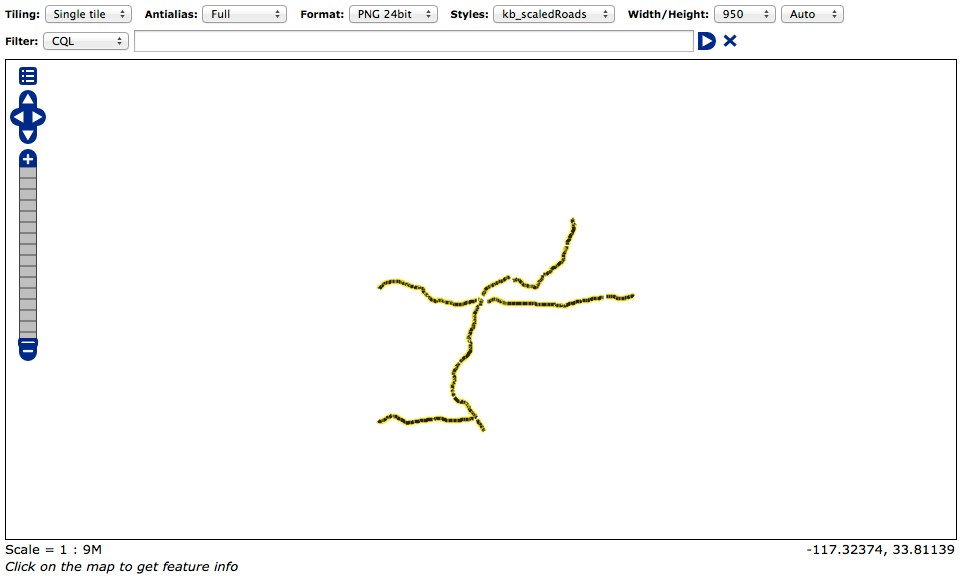 Tiling: Single tile Antialias: Full Format: PNG 24bit Styles: kb_scaledRoads Width/Height: 950 Auto
Filter: CQL
Scale = 1 : 9M -117.32374, 33.81139
Click on the map to get feature info